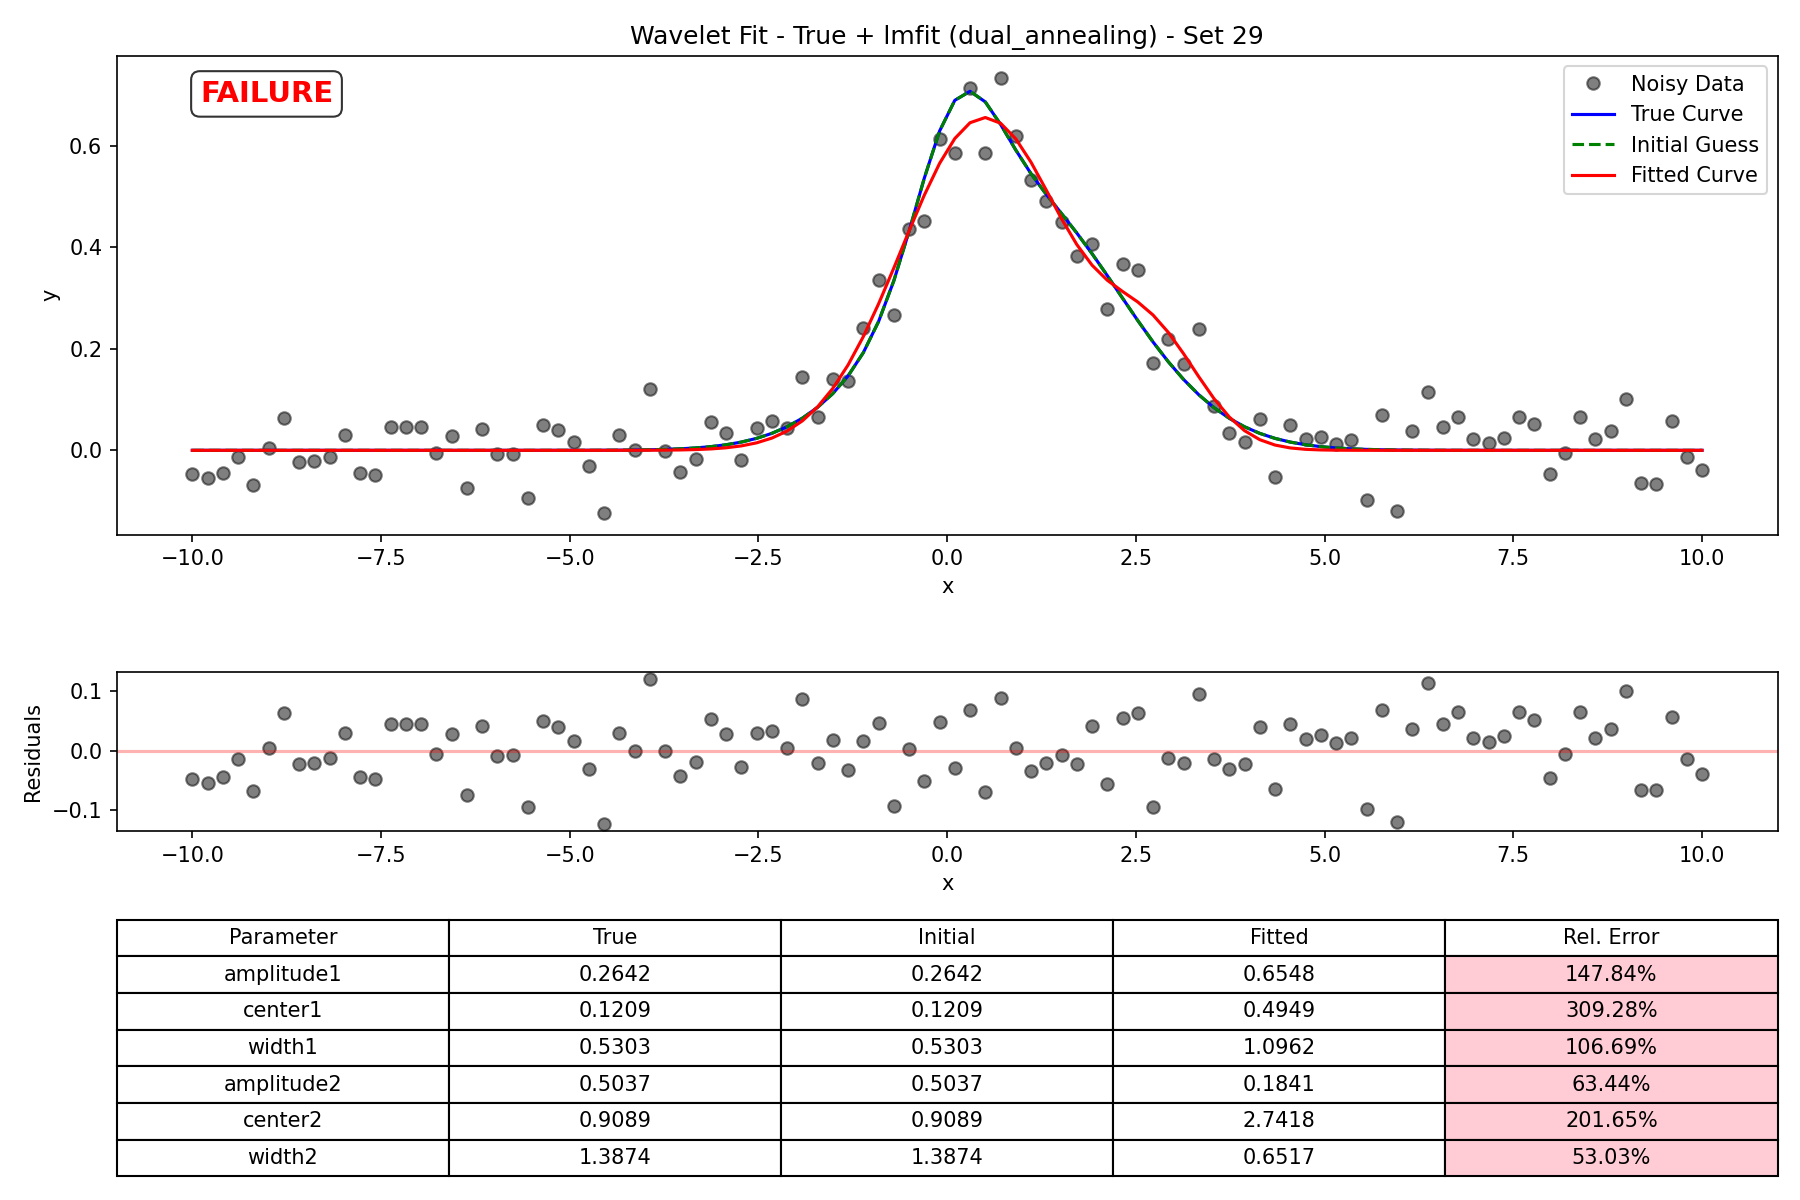 Wavelet Fit - True + lmfit (dual_annealing) - Set 29
FAILURE
Noisy Data
True Curve
Initial Guess
Fitted Curve
y
0.6
0.4
0.2
0.0
−10.0 −7.5 −5.0 −2.5 0.0 2.5 5.0 7.5 10.0
x
Residuals
0.1
0.0
−0.1
−10.0 −7.5 −5.0 −2.5 0.0 2.5 5.0 7.5 10.0
x
Parameter True Initial Fitted Rel. Error
amplitude1 0.2642 0.2642 0.6548 147.84%
center1 0.1209 0.1209 0.4949 309.28%
width1 0.5303 0.5303 1.0962 106.69%
amplitude2 0.5037 0.5037 0.1841 63.44%
center2 0.9089 0.9089 2.7418 201.65%
width2 1.3874 1.3874 0.6517 53.03%